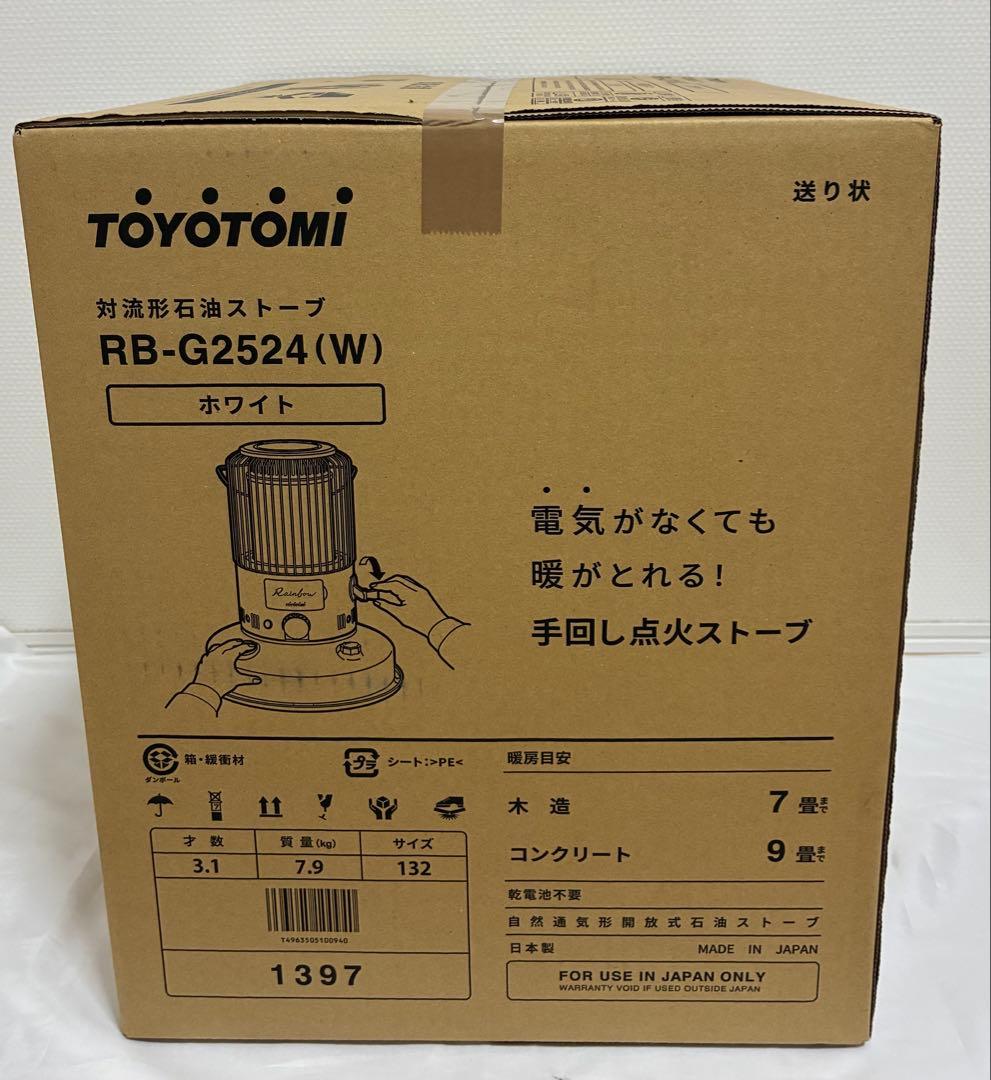 送り状
TOYOTOMI
対流形石油ストーブ
RB-G2524(W)
ホワイト
Rainbow
TOYOTOMI
電気がなくても
暖がとれる!
手回し点火ストーブ
ダンボール
箱・緩衝材
プラ
シート:>PE<
才数 質量(kg) サイズ
3.1 7.9 132
T4963505100940
1397
暖房目安
木造 7畳まで
コンクリート 9畳まで
乾電池不要
自然通気形開放式石油ストーブ
日本製 MADE IN JAPAN
FOR USE IN JAPAN ONLY
WARRANTY VOID IF USED OUTSIDE JAPAN